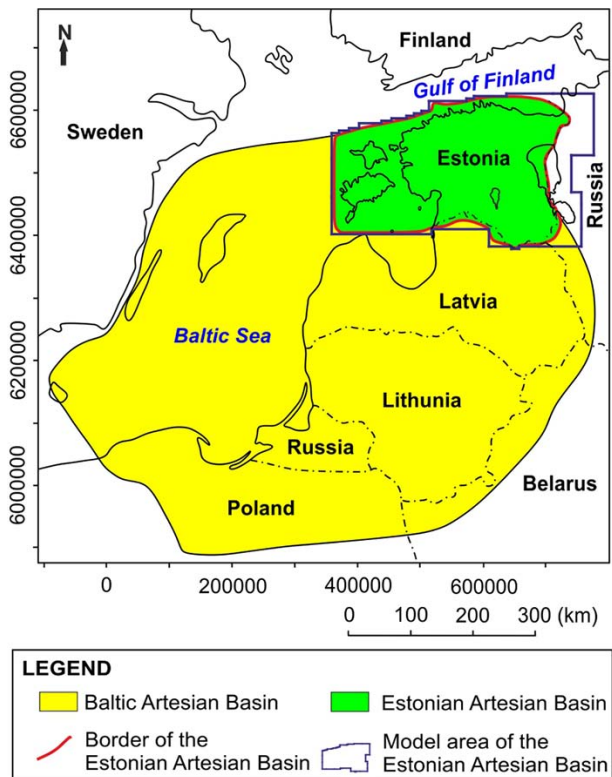 N
Finland
Gulf of Finland
Sweden
Estonia
Russia
Latvia
Baltic Sea
Lithunia
Russia
Belarus
Poland
6600000
6400000
6200000
6000000
0 200000 400000 600000
0 100 200 300 (km)
LEGEND
Baltic Artesian Basin
Estonian Artesian Basin
Border of the
Estonian Artesian Basin
Model area of the
Estonian Artesian Basin